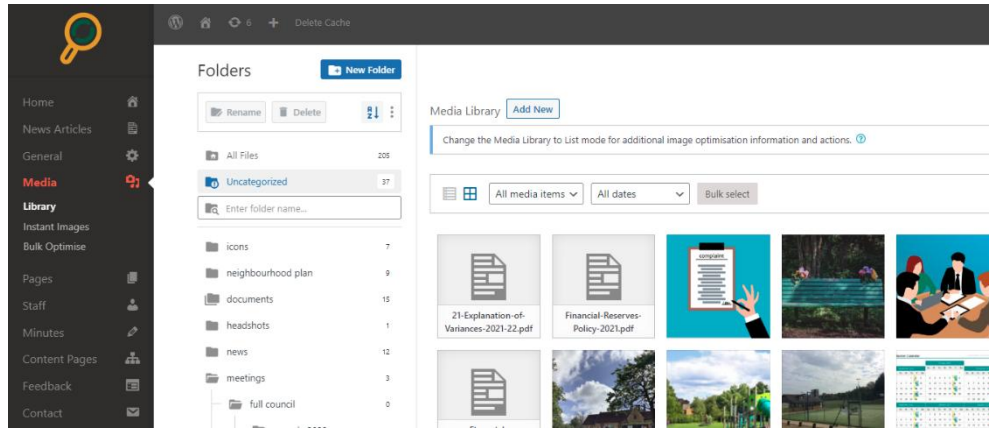 6
Delete Cache
Home
News Articles
General
Media
Library
Instant Images
Bulk Optimise
Pages
Staff
Minutes
Content Pages
Feedback
Contact
Folders
New Folder
Rename
Delete
All Files 205
Uncategorized 37
Enter folder name...
icons 7
neighbourhood plan 9
documents 15
headshots 1
news 12
meetings 3
full council 0
Media Library
Add New
Change the Media Library to List mode for additional image optimisation information and actions.
All media items
All dates
Bulk select
21-Explanation-of-
Variances-2021-22.pdf
Financial-Reserves-
Policy-2021.pdf
complaint